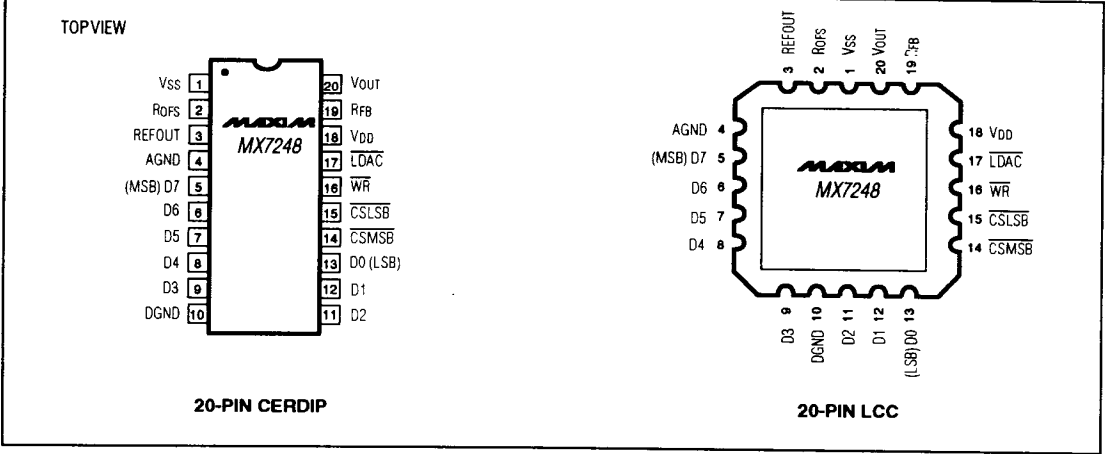 TOP VIEW
VSS 1
ROFS 2
REFOUT 3
AGND 4
(MSB) D7 5
D6 6
D5 7
D4 8
D3 9
DGND 10
MAXIM
MX7248
20 VOUT
19 RFB
18 VDD
17 LDAC
16 WR
15 CSLSB
14 CSMSB
13 D0 (LSB)
12 D1
11 D2
20-PIN CERDIP
3 REFOUT
2 ROFS
1 VSS
20 VOUT
19 RFB
AGND 4
(MSB) D7 5
D6 6
D5 7
D4 8
MAXIM
MX7248
18 VDD
17 LDAC
16 WR
15 CSLSB
14 CSMSB
D3 9
DGND 10
D2 11
D1 12
(LSB) D0 13
20-PIN LCC